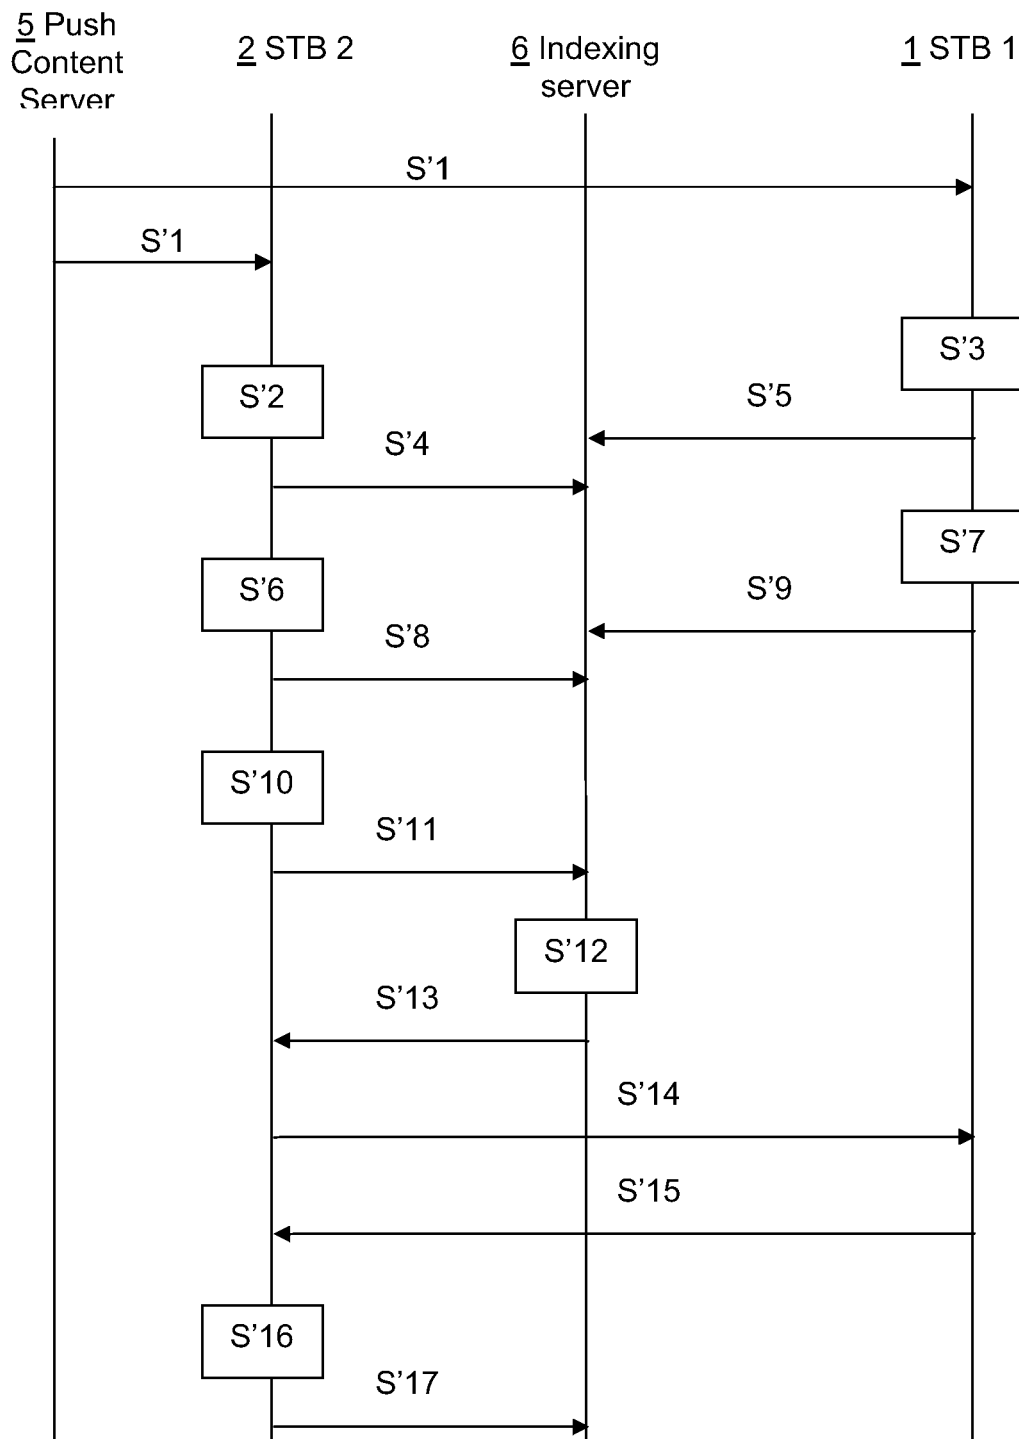 5 Push
Content
Server
2 STB 2
6 Indexing
server
1 STB 1
S'1
S'1
S'3
S'2
S'5
S'4
S'7
S'6
S'9
S'8
S'10
S'11
S'12
S'13
S'14
S'15
S'16
S'17